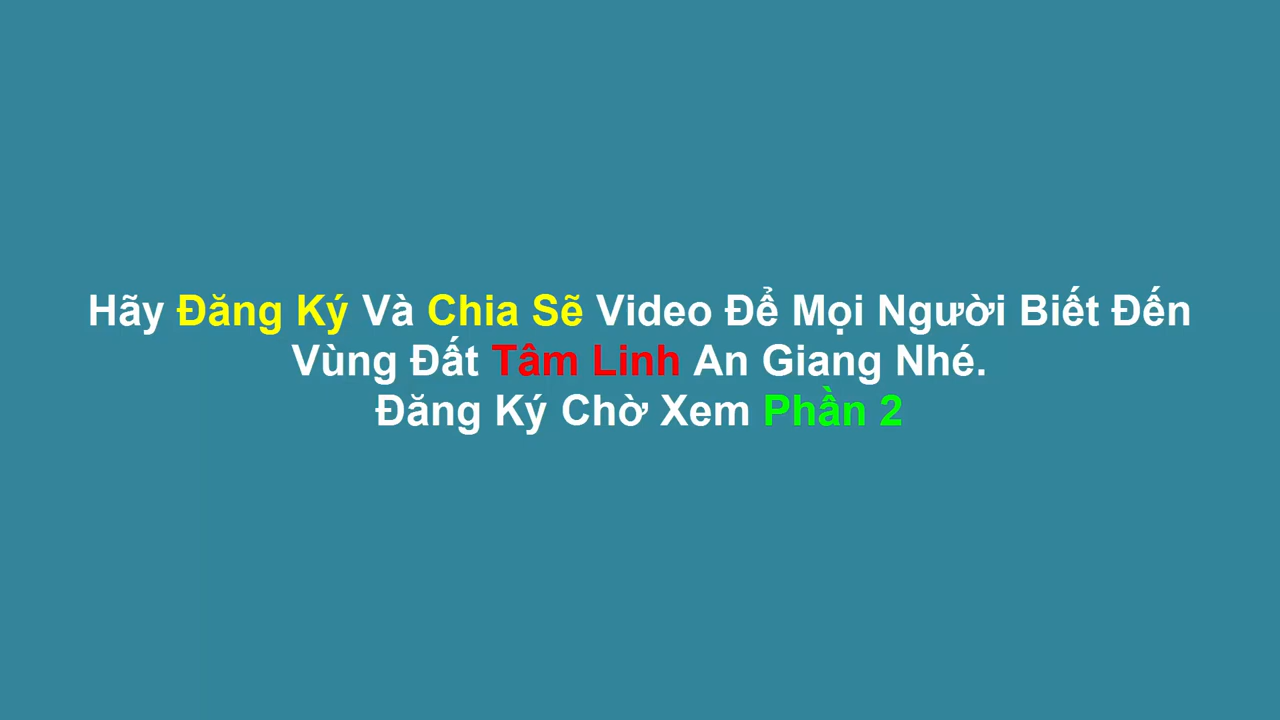 Hãy Đăng Ký Và Chia Sẽ Video Để Mọi Người Biết Đến
Vùng Đất Tâm Linh An Giang Nhé.
Đăng Ký Chờ Xem Phần 2